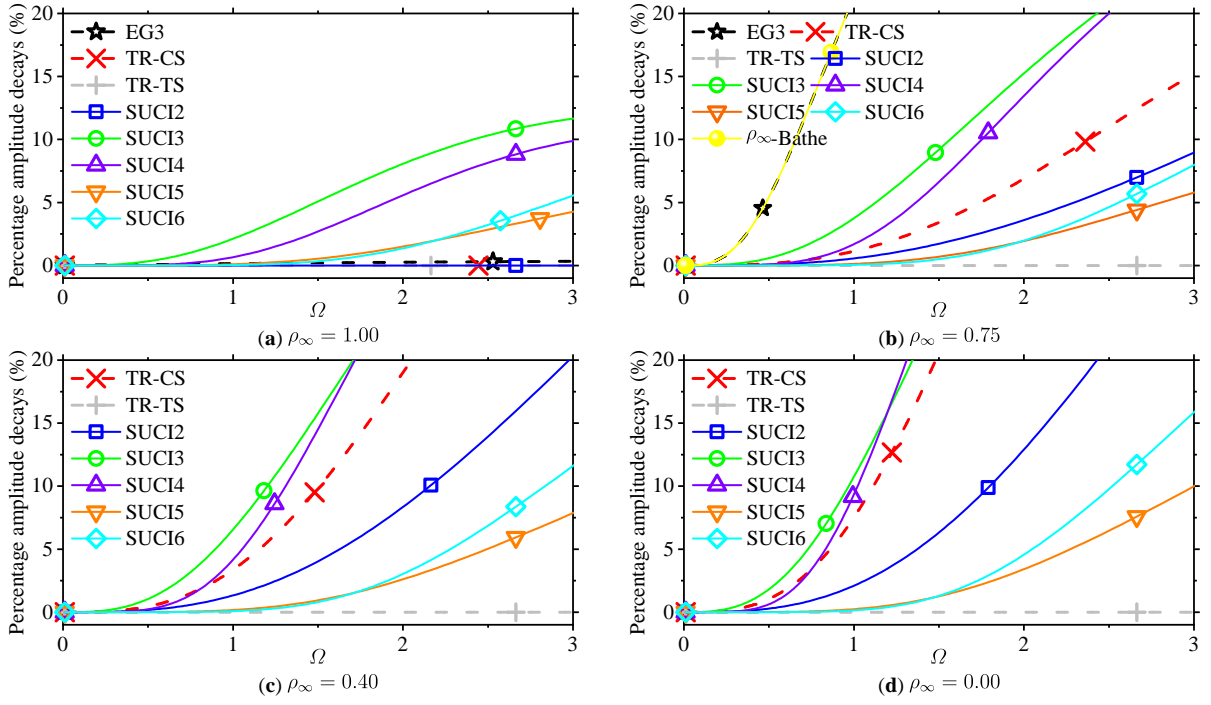 Percentage amplitude decays (%)
20
15
10
5
0
EG3
TR-CS
TR-TS
SUCI2
SUCI3
SUCI4
SUCI5
SUCI6
0 1 2 3
Ω
(a) ρ∞ = 1.00
Percentage amplitude decays (%)
20
15
10
5
0
EG3 TR-CS
TR-TS SUCI2
SUCI3 SUCI4
SUCI5 SUCI6
ρ∞-Bathe
0 1 2 3
Ω
(b) ρ∞ = 0.75
Percentage amplitude decays (%)
20
15
10
5
0
TR-CS
TR-TS
SUCI2
SUCI3
SUCI4
SUCI5
SUCI6
0 1 2 3
Ω
(c) ρ∞ = 0.40
Percentage amplitude decays (%)
20
15
10
5
0
TR-CS
TR-TS
SUCI2
SUCI3
SUCI4
SUCI5
SUCI6
0 1 2 3
Ω
(d) ρ∞ = 0.00